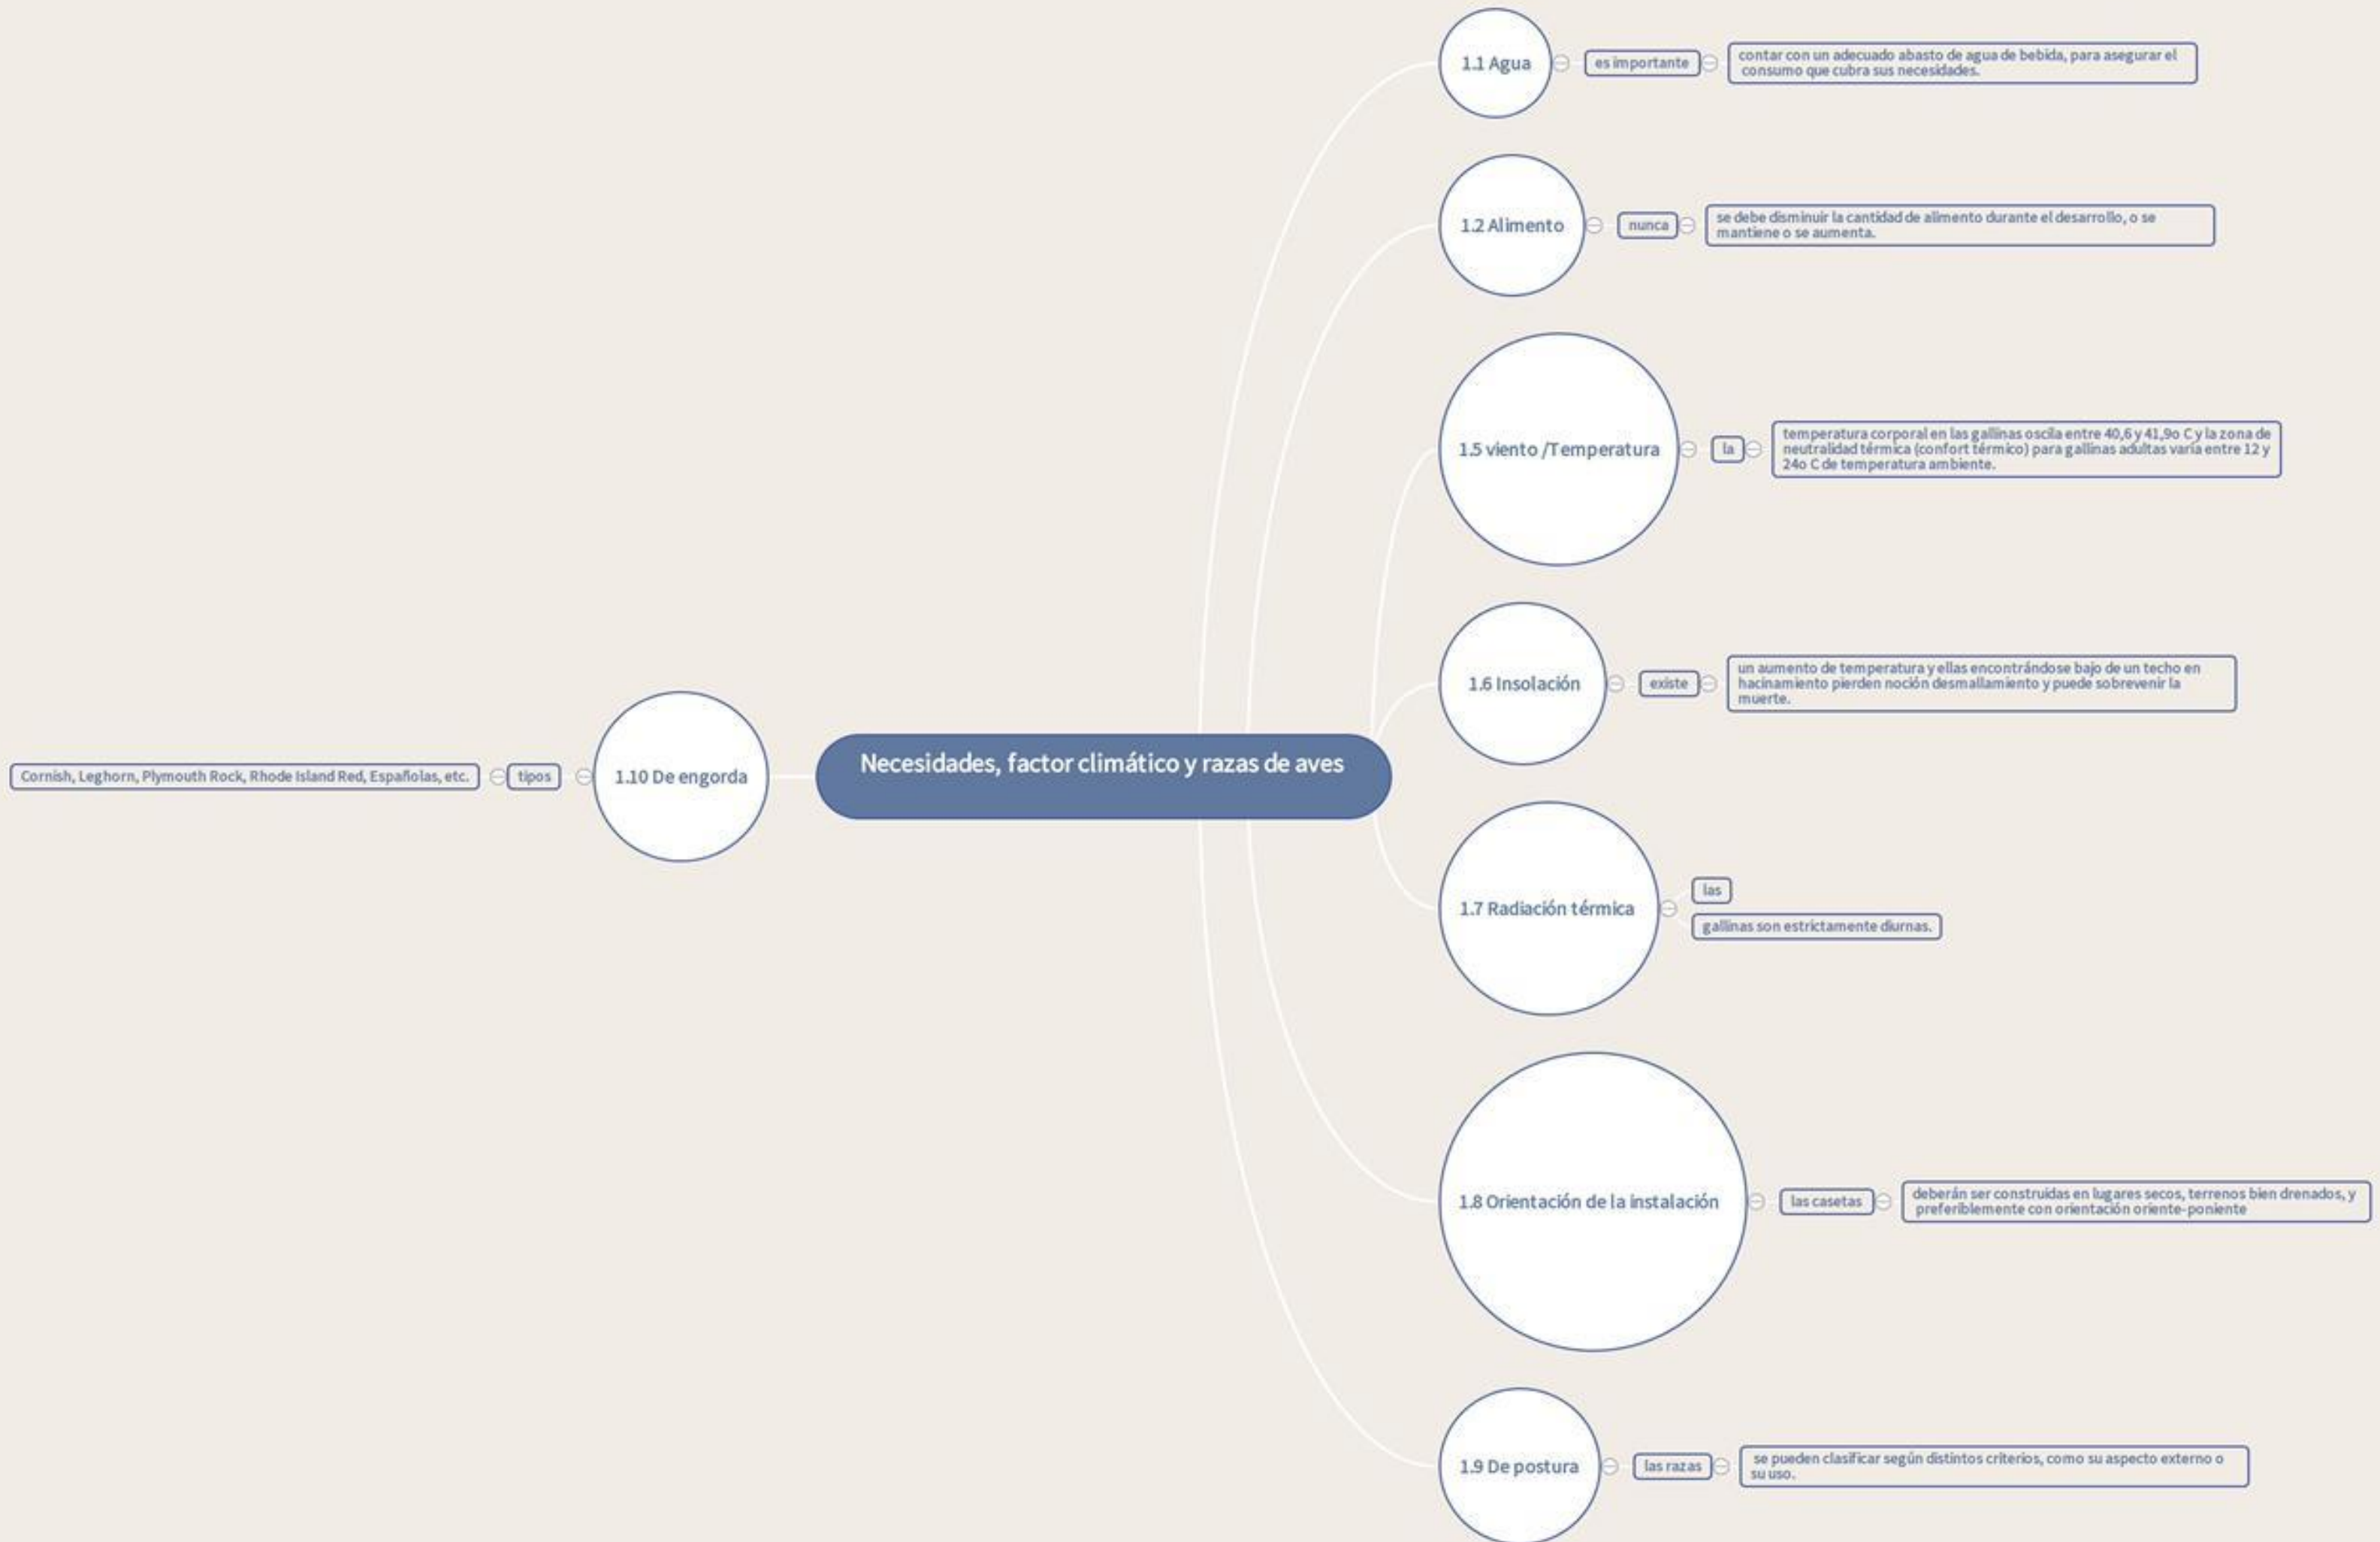 1.1 Agua
es importante
contar con un adecuado abasto de agua de bebida, para asegurar el
consumo que cubra sus necesidades.
1.2 Alimento
nunca
se debe disminuir la cantidad de alimento durante el desarrollo, o se
mantiene o se aumenta.
1.5 viento /Temperatura
la
temperatura corporal en las gallinas oscila entre 40,6 y 41,9o C y la zona de
neutralidad térmica (confort térmico) para gallinas adultas varía entre 12 y
24o C de temperatura ambiente.
1.6 Insolación
existe
un aumento de temperatura y ellas encontrándose bajo de un techo en
hacinamiento pierden noción desmallamiento y puede sobrevenir la
muerte.
Cornish, Leghorn, Plymouth Rock, Rhode Island Red, Españolas, etc.
tipos
1.10 De engorda
Necesidades, factor climático y razas de aves
1.7 Radiación térmica
las
gallinas son estrictamente diurnas.
1.8 Orientación de la instalación
las casetas
deberán ser construidas en lugares secos, terrenos bien drenados, y
preferiblemente con orientación oriente-poniente
1.9 De postura
las razas
se pueden clasificar según distintos criterios, como su aspecto externo o
su uso.